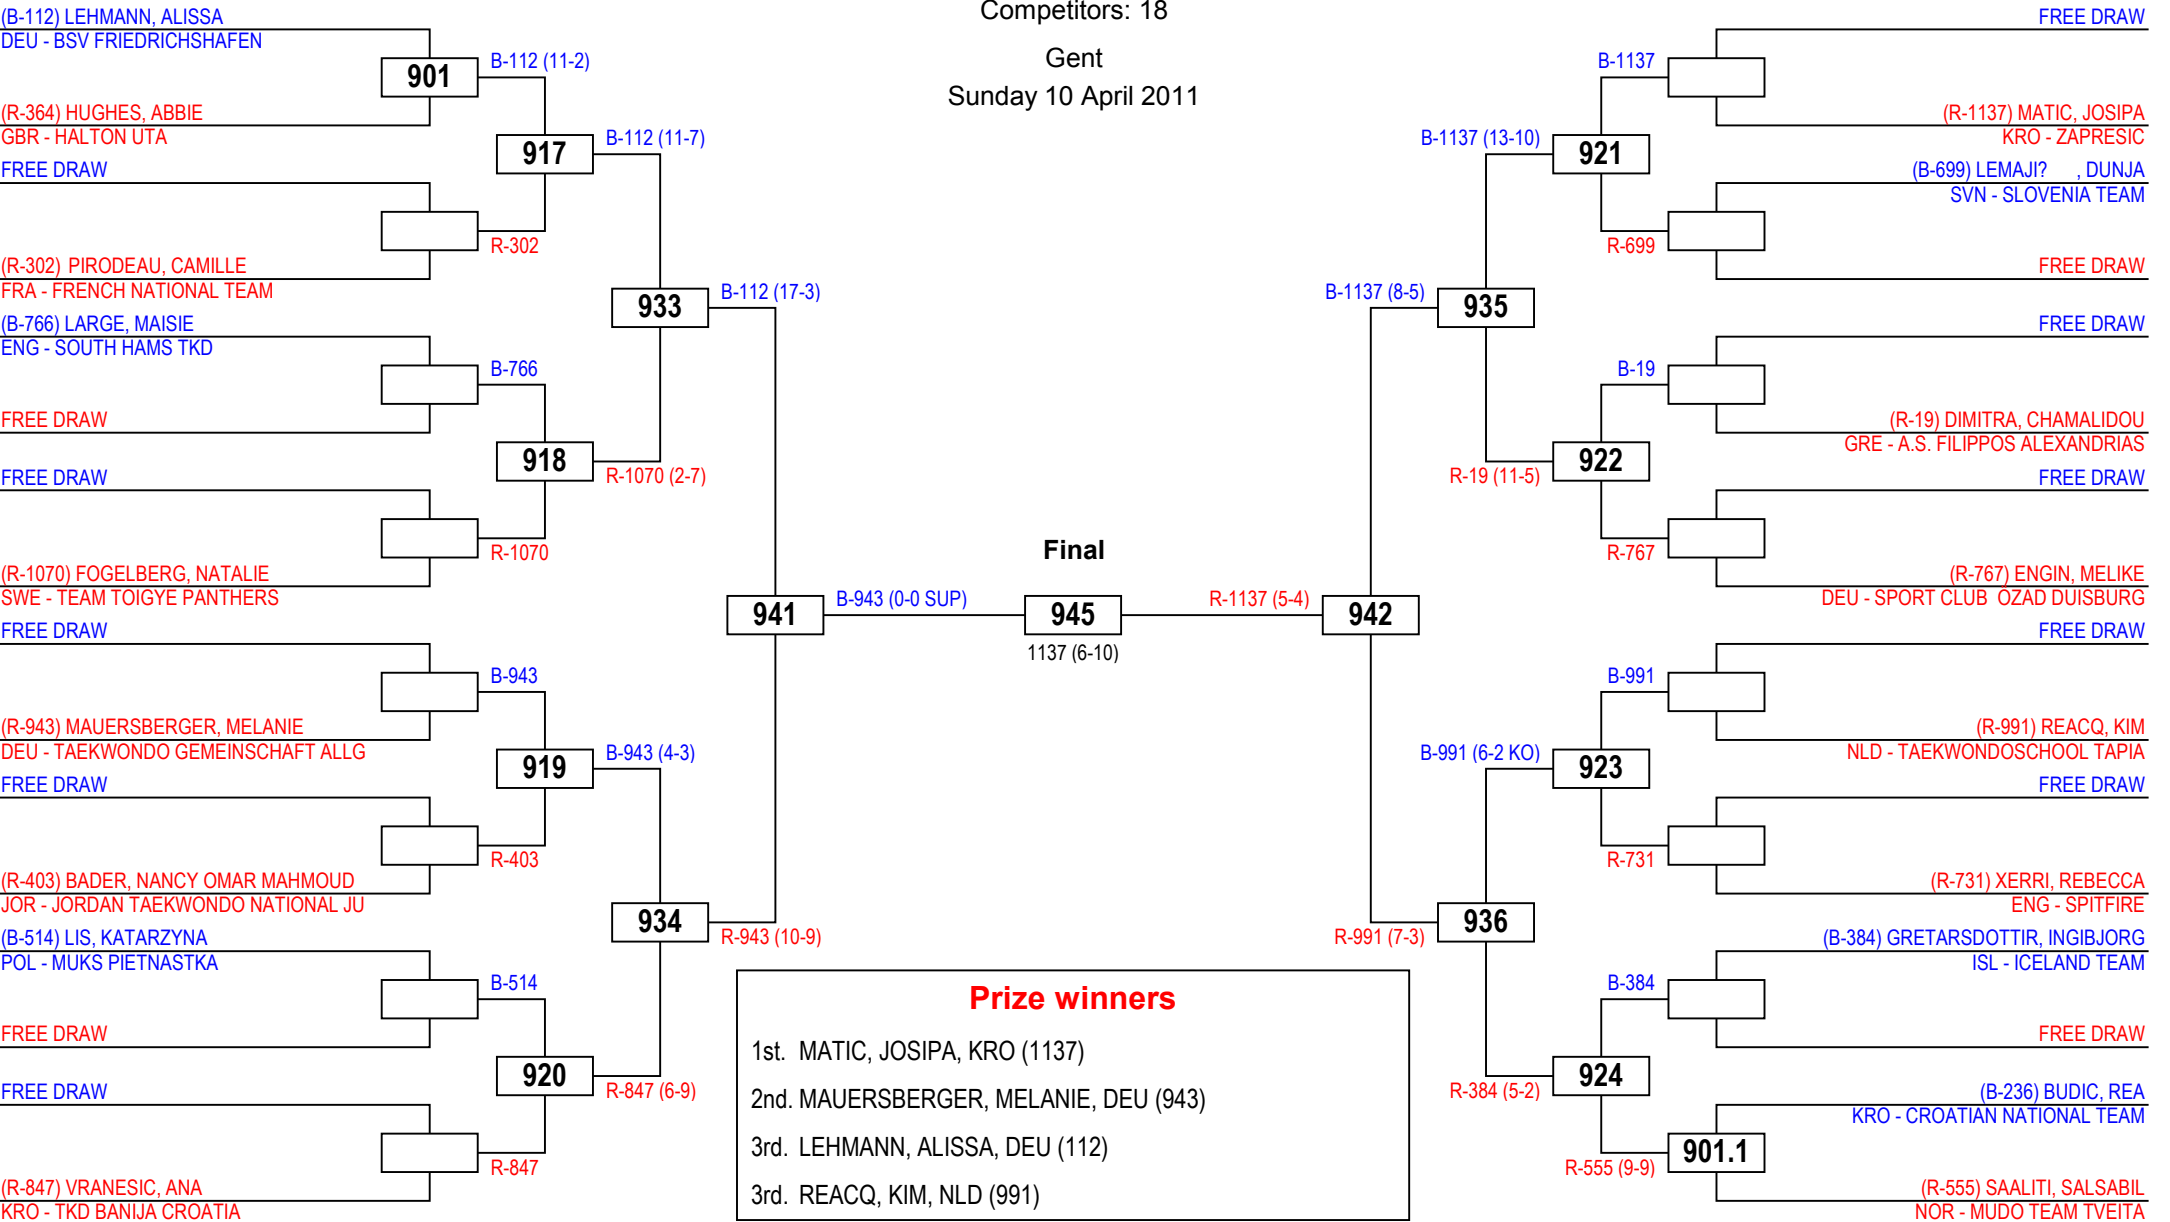 Competitors: 18
Gent
Sunday 10 April 2011
(B-112) LEHMANN, ALISSA
DEU - BSV FRIEDRICHSHAFEN
901
B-112 (11-2)
(R-364) HUGHES, ABBIE
GBR - HALTON UTA
917
B-112 (11-7)
FREE DRAW
R-302
(R-302) PIRODEAU, CAMILLE
FRA - FRENCH NATIONAL TEAM
933
B-112 (17-3)
(B-766) LARGE, MAISIE
ENG - SOUTH HAMS TKD
B-766
FREE DRAW
918
R-1070 (2-7)
FREE DRAW
R-1070
(R-1070) FOGELBERG, NATALIE
SWE - TEAM TOIGYE PANTHERS
941
B-943 (0-0 SUP)
FREE DRAW
B-943
(R-943) MAUERSBERGER, MELANIE
DEU - TAEKWONDO GEMEINSCHAFT ALLG
919
B-943 (4-3)
FREE DRAW
R-403
(R-403) BADER, NANCY OMAR MAHMOUD
JOR - JORDAN TAEKWONDO NATIONAL JU
934
R-943 (10-9)
(B-514) LIS, KATARZYNA
POL - MUKS PIETNASTKA
B-514
FREE DRAW
920
R-847 (6-9)
FREE DRAW
R-847
(R-847) VRANESIC, ANA
KRO - TKD BANIJA CROATIA
Final
945
1137 (6-10)
FREE DRAW
B-1137
(R-1137) MATIC, JOSIPA
KRO - ZAPRESIC
B-1137 (13-10)
921
(B-699) LEMAJI? , DUNJA
SVN - SLOVENIA TEAM
R-699
FREE DRAW
B-1137 (8-5)
935
FREE DRAW
B-19
(R-19) DIMITRA, CHAMALIDOU
GRE - A.S. FILIPPOS ALEXANDRIAS
R-19 (11-5)
922
FREE DRAW
R-767
(R-767) ENGIN, MELIKE
DEU - SPORT CLUB OZAD DUISBURG
R-1137 (5-4)
942
FREE DRAW
B-991
(R-991) REACQ, KIM
NLD - TAEKWONDOSCHOOL TAPIA
B-991 (6-2 KO)
923
FREE DRAW
R-731
(R-731) XERRI, REBECCA
ENG - SPITFIRE
R-991 (7-3)
936
(B-384) GRETARSDOTTIR, INGIBJORG
ISL - ICELAND TEAM
B-384
FREE DRAW
R-384 (5-2)
924
(B-236) BUDIC, REA
KRO - CROATIAN NATIONAL TEAM
R-555 (9-9)
901.1
(R-555) SAALITI, SALSABIL
NOR - MUDO TEAM TVEITA
Prize winners
1st. MATIC, JOSIPA, KRO (1137)
2nd. MAUERSBERGER, MELANIE, DEU (943)
3rd. LEHMANN, ALISSA, DEU (112)
3rd. REACQ, KIM, NLD (991)